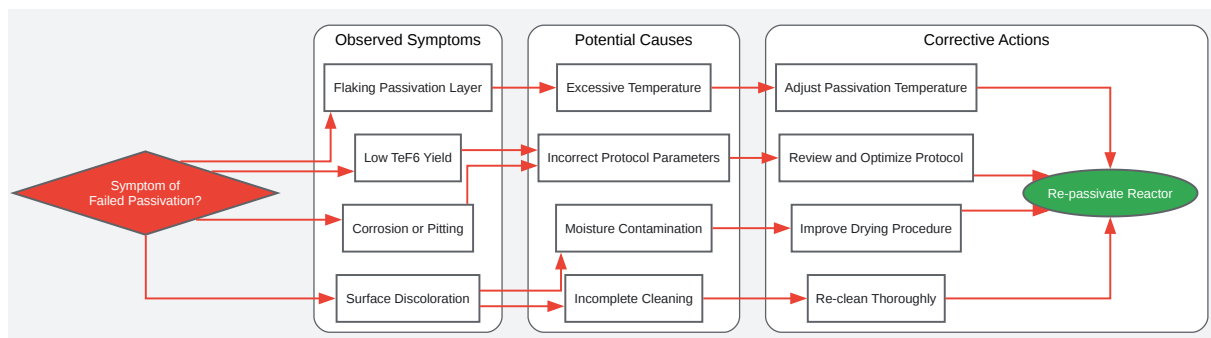 Observed Symptoms
Potential Causes
Corrective Actions
Flaking Passivation Layer
Excessive Temperature
Adjust Passivation Temperature
Low TeF6 Yield
Incorrect Protocol Parameters
Review and Optimize Protocol
Symptom of
Failed Passivation?
Re-passivate Reactor
Corrosion or Pitting
Moisture Contamination
Improve Drying Procedure
Surface Discoloration
Incomplete Cleaning
Re-clean Thoroughly